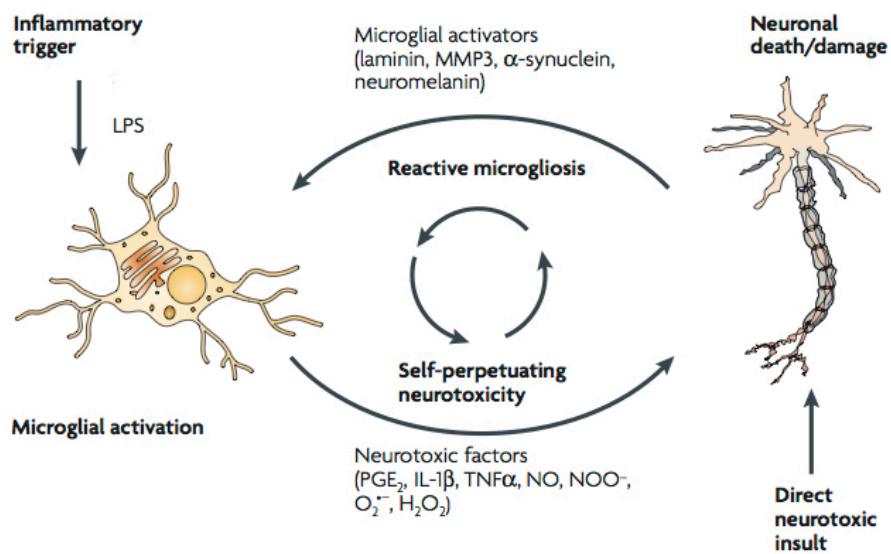 Inflammatory
trigger
LPS
Microglial activators
(laminin, MMP3, α-synuclein,
neuromelanin)
Neuronal
death/damage
Reactive microgliosis
Self-perpetuating
neurotoxicity
Microglial activation
Neurotoxic factors
(PGE₂, IL-1β, TNFα, NO, NOO⁻,
O₂•⁻, H₂O₂)
Direct
neurotoxic
insult